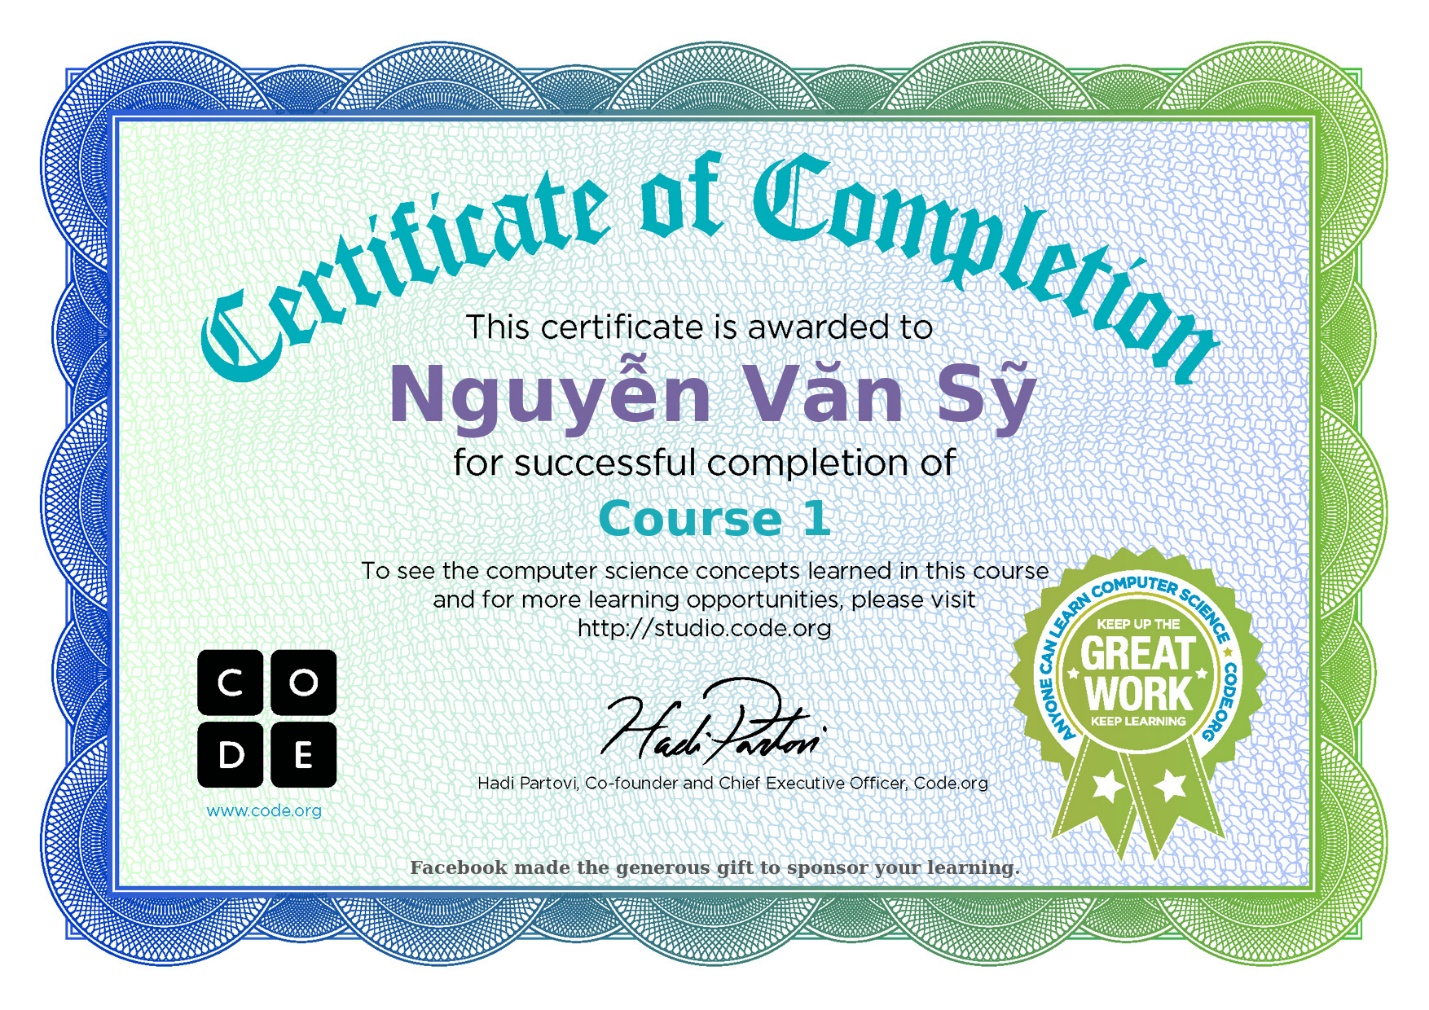 Certificate of Completion
This certificate is awarded to
Nguyễn Văn Sỹ
for successful completion of
Course 1
To see the computer science concepts learned in this course
and for more learning opportunities, please visit
http://studio.code.org
ANYONE CAN LEARN COMPUTER SCIENCE ★ CODE.ORG
KEEP UP THE
GREAT
WORK
KEEP LEARNING
C O
D E
www.code.org
Hadi Partovi
Hadi Partovi, Co-founder and Chief Executive Officer, Code.org
Facebook made the generous gift to sponsor your learning.